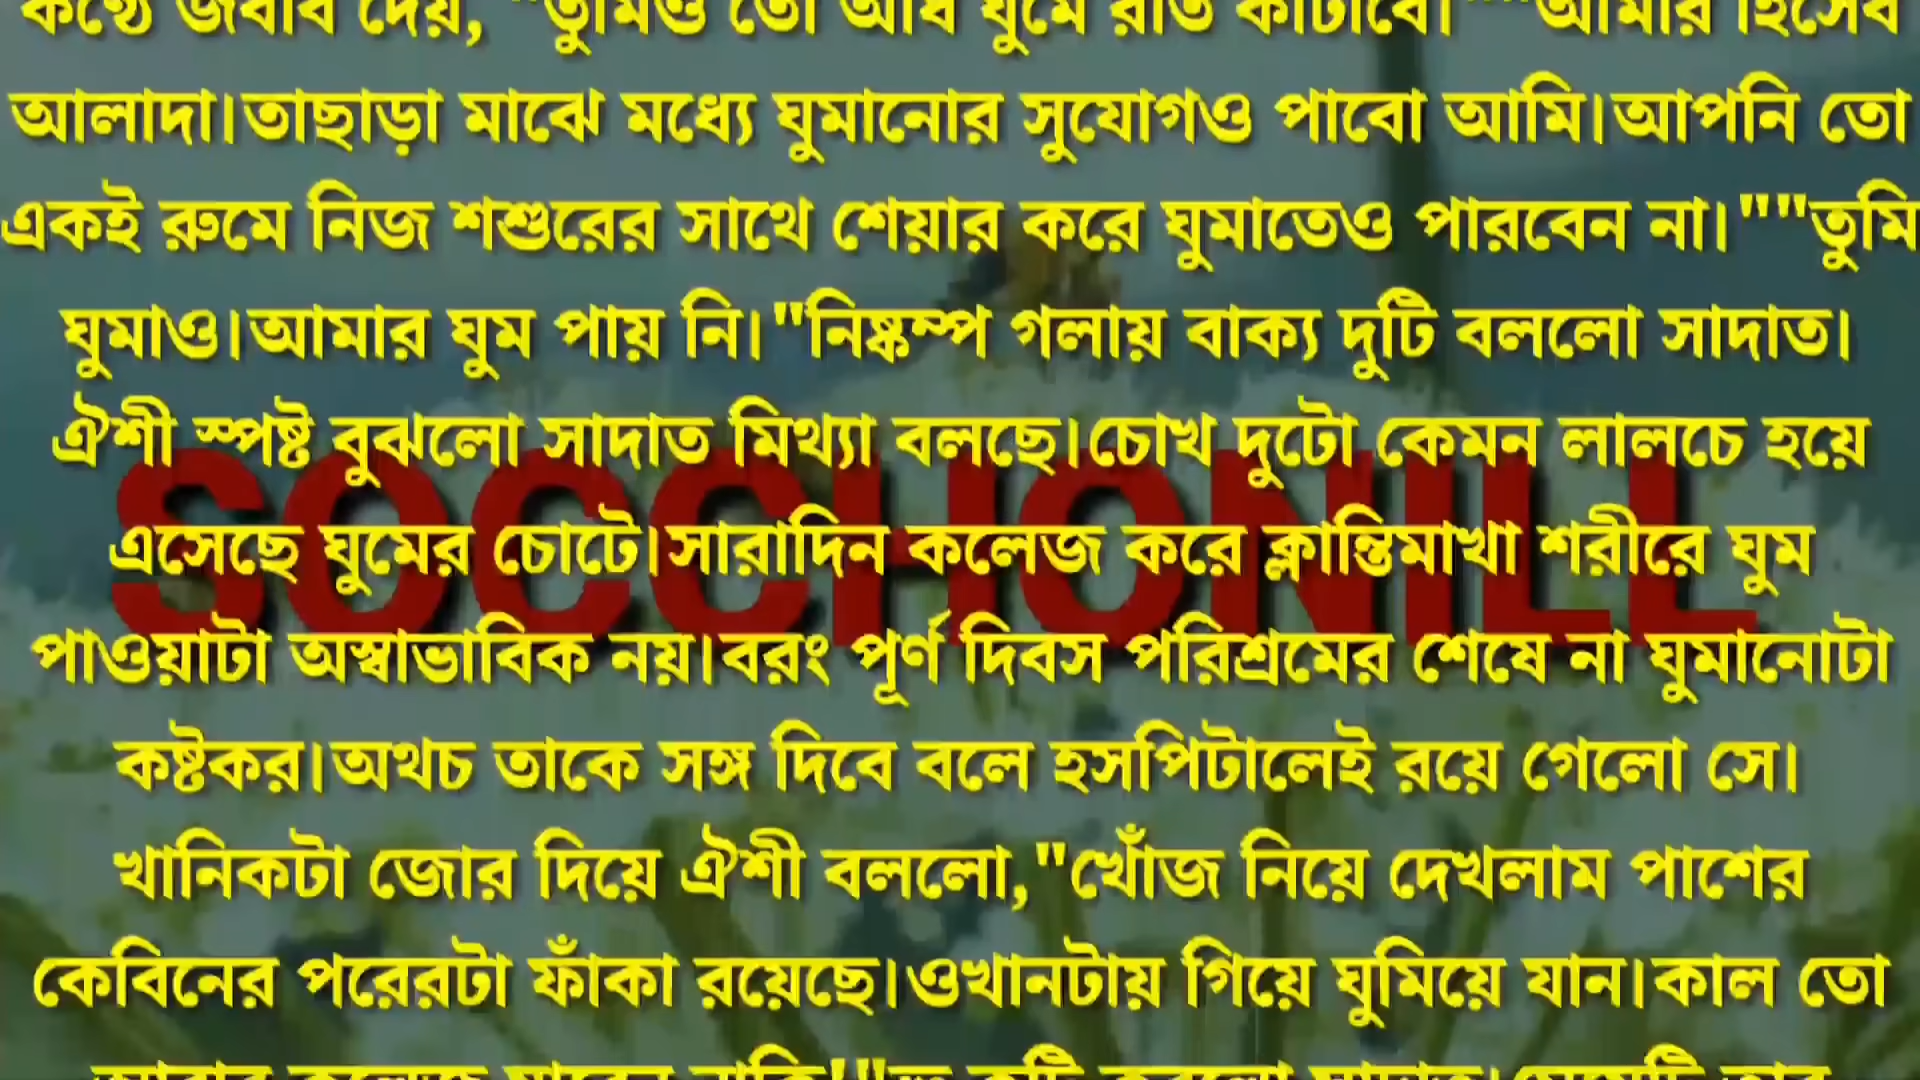 কণ্ঠে জবাব দেয়, "তুমিও তো আধ ঘুমে রাত কাটাবে।""আমার হিসেব
আলাদা।তাছাড়া মাঝে মধ্যে ঘুমানোর সুযোগও পাবো আমি।আপনি তো
একই রুমে নিজ শশুরের সাথে শেয়ার করে ঘুমাতেও পারবেন না।""তুমি
ঘুমাও।আমার ঘুম পায় নি।"নিষ্কম্প গলায় বাক্য দুটি বললো সাদাত।
ঐশী স্পষ্ট বুঝলো সাদাত মিথ্যা বলছে।চোখ দুটো কেমন লালচে হয়ে
SOCCHONILL
এসেছে ঘুমের চোটে।সারাদিন কলেজ করে ক্লান্তিমাখা শরীরে ঘুম
পাওয়াটা অস্বাভাবিক নয়।বরং পূর্ণ দিবস পরিশ্রমের শেষে না ঘুমানোটা
কষ্টকর।অথচ তাকে সঙ্গ দিবে বলে হসপিটালেই রয়ে গেলো সে।
খানিকটা জোর দিয়ে ঐশী বললো,"খোঁজ নিয়ে দেখলাম পাশের
কেবিনের পরেরটা ফাঁকা রয়েছে।ওখানটায় গিয়ে ঘুমিয়ে যান।কাল তো